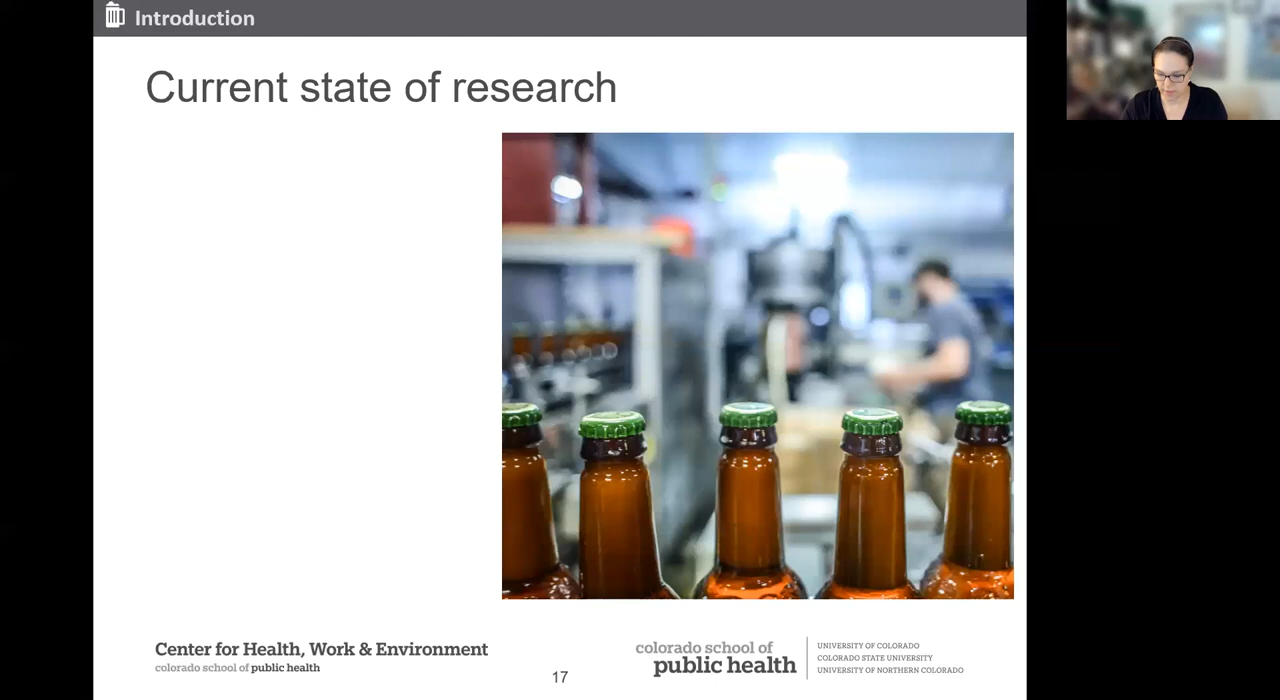 Introduction
Current state of research
Center for Health, Work & Environment
colorado school of public health
17
colorado school of
public health
UNIVERSITY OF COLORADO
COLORADO STATE UNIVERSITY
UNIVERSITY OF NORTHERN COLORADO